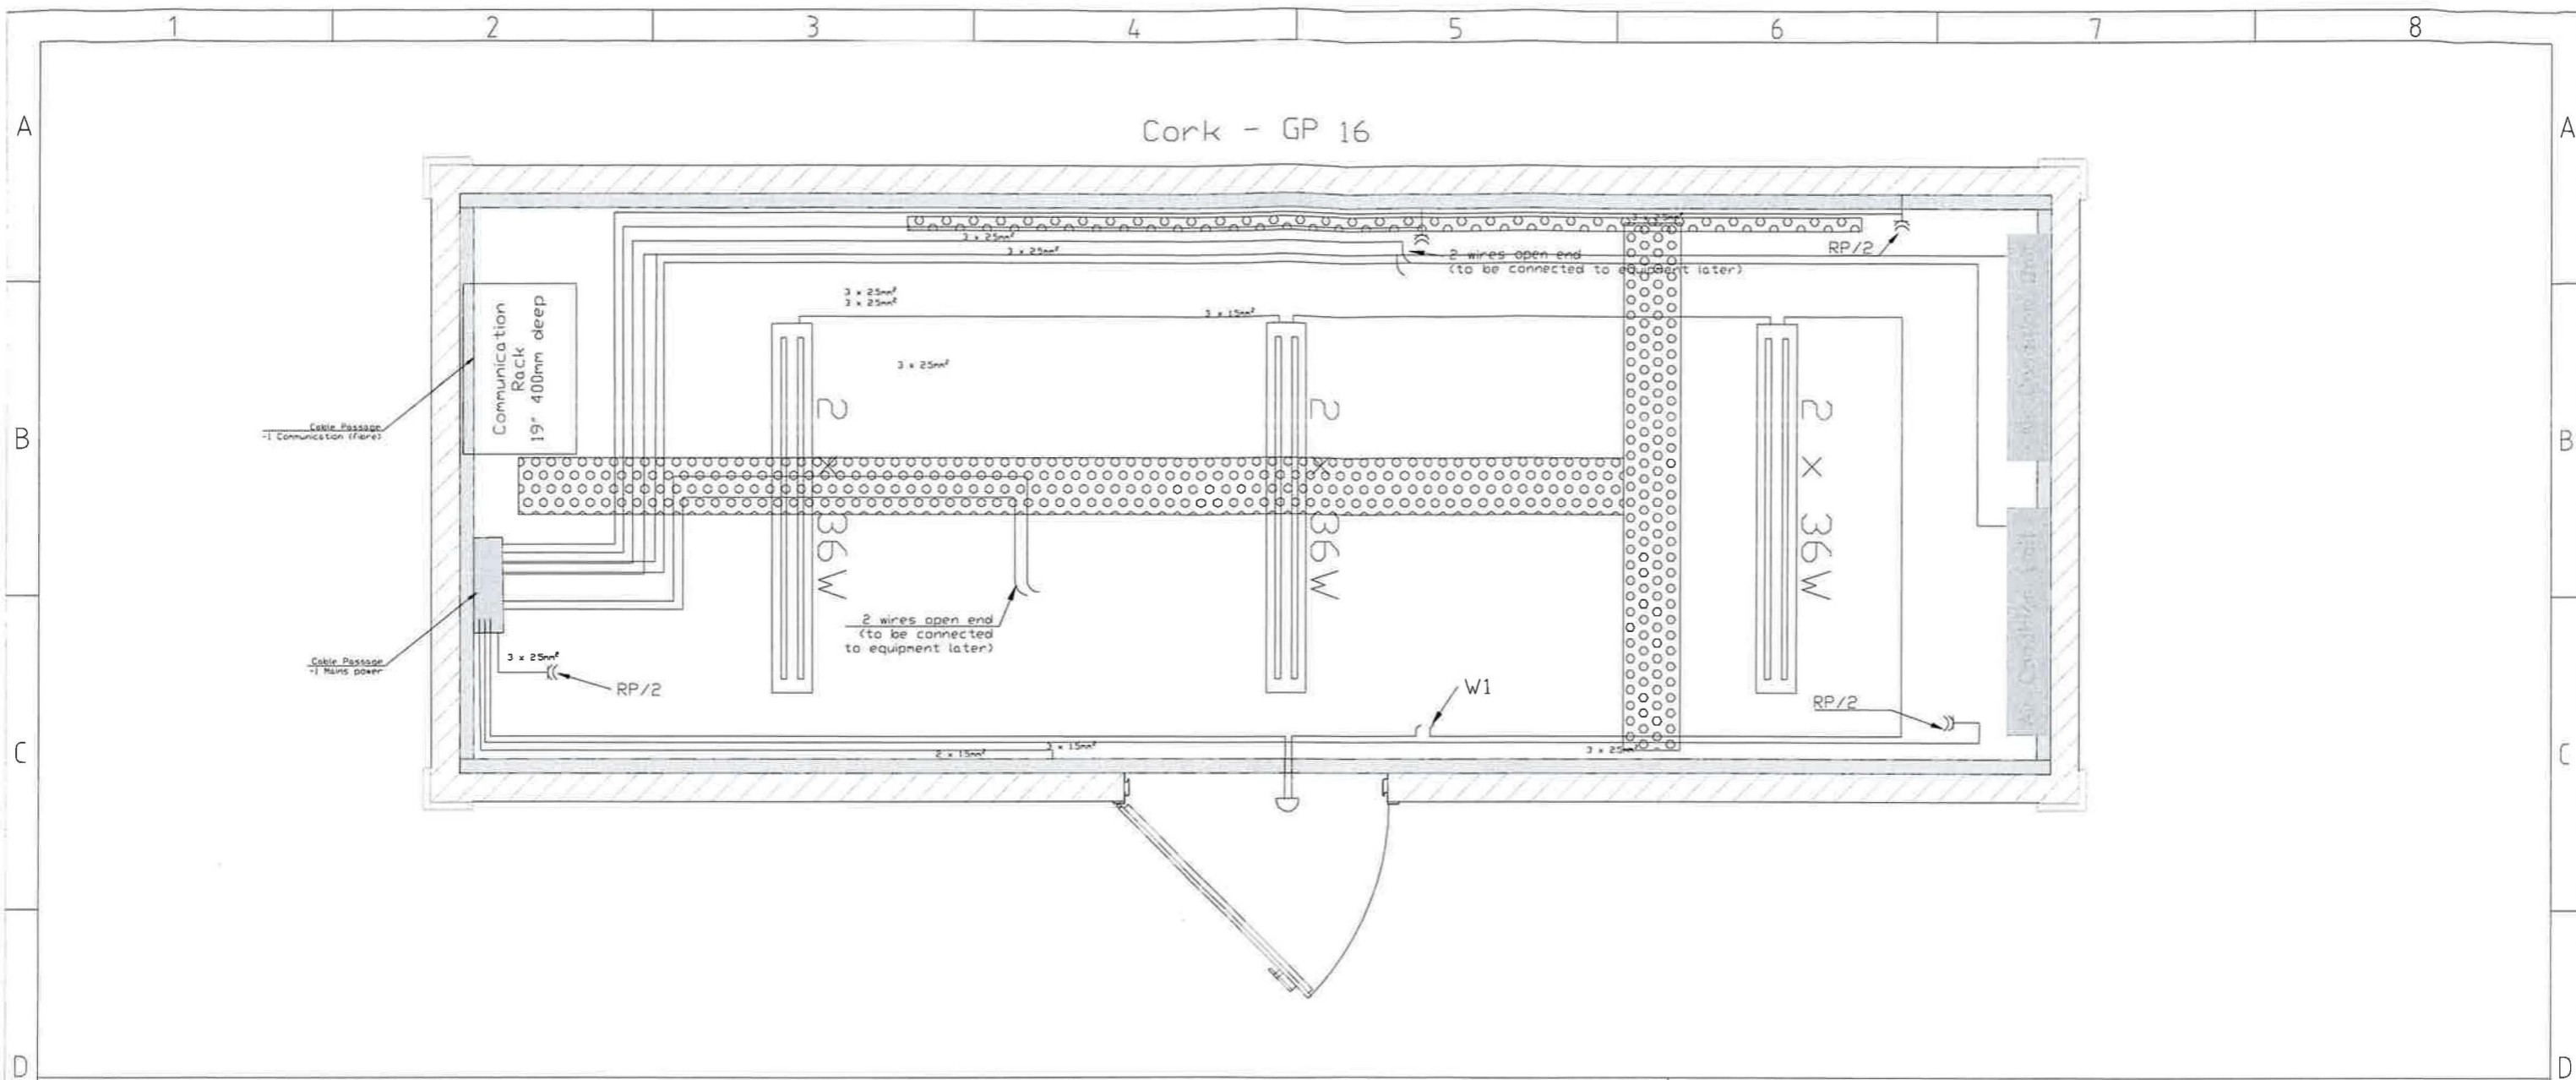 1 2 3 4 5 6 7 8
A A
Cork - GP 16
3 x 25mm²
3 x 25mm²
3 x 25mm²
RP/2
2 wires open end
(to be connected to equipment later)
3 x 25mm²
3 x 25mm²
3 x 15mm²
3 x 25mm²
Communication
Rack
19" 400mm deep
Cable Passage
-1 Communication (fibre)
B B
2 x 36W
2 x 36W
2 x 36W
2 wires open end
(to be connected
to equipment later)
Cable Passage
-1 Mains power
3 x 25mm²
RP/2
W1
RP/2
2 x 15mm²
3 x 15mm²
3 x 25mm²
C C
D D